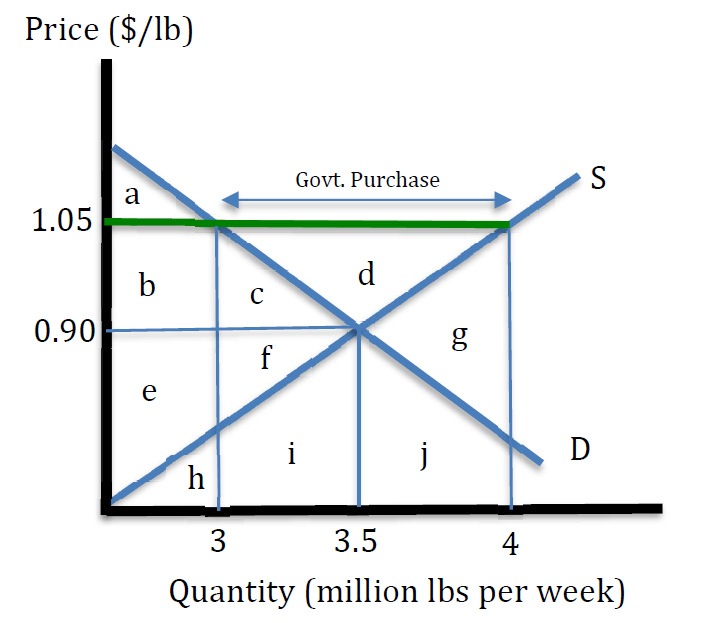 Price ($/lb)
Govt. Purchase
S
a
1.05
b
c
d
0.90
e
f
g
h
i
j
D
3
3.5
4
Quantity (million lbs per week)